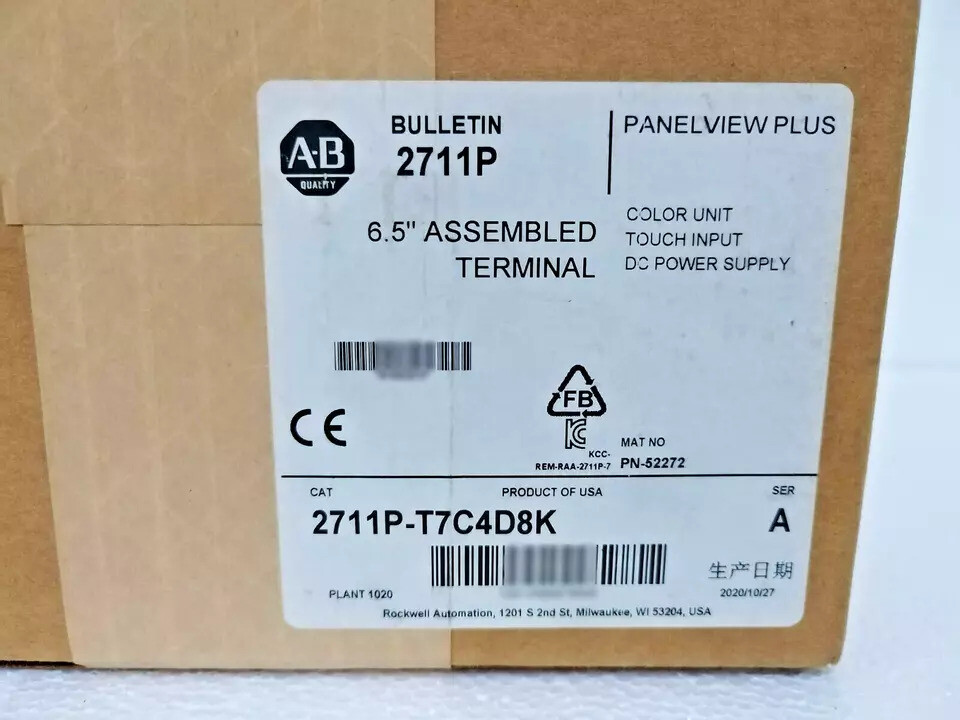 A-B
QUALITY
BULLETIN
2711P
PANELVIEW PLUS
6.5" ASSEMBLED
TERMINAL
COLOR UNIT
TOUCH INPUT
DC POWER SUPPLY
CE
FB
KC
KCC-
REM-RAA-2711P-7
MAT NO
PN-52272
CAT
PRODUCT OF USA
SER
2711P-T7C4D8K
A
生产日期
PLANT 1020
2020/10/27
Rockwell Automation, 1201 S 2nd St, Milwaukee, WI 53204, USA